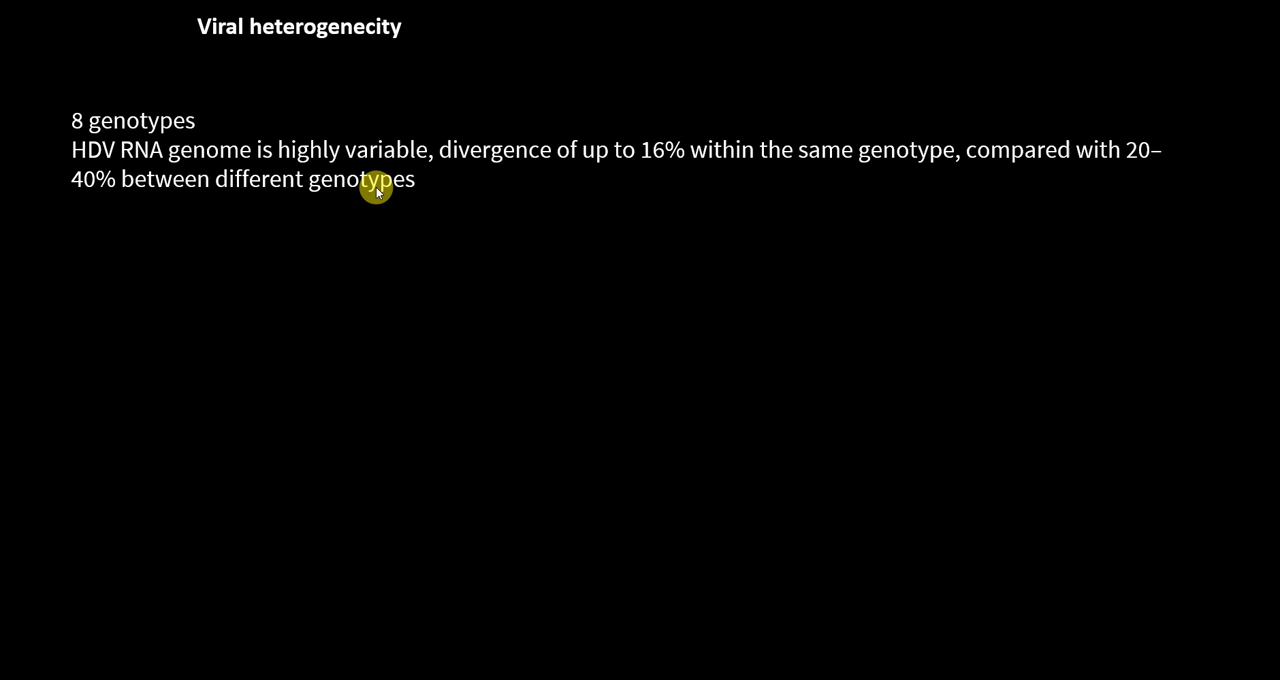 Viral heterogenecity
8 genotypes
HDV RNA genome is highly variable, divergence of up to 16% within the same genotype, compared with 20–
40% between different genotypes